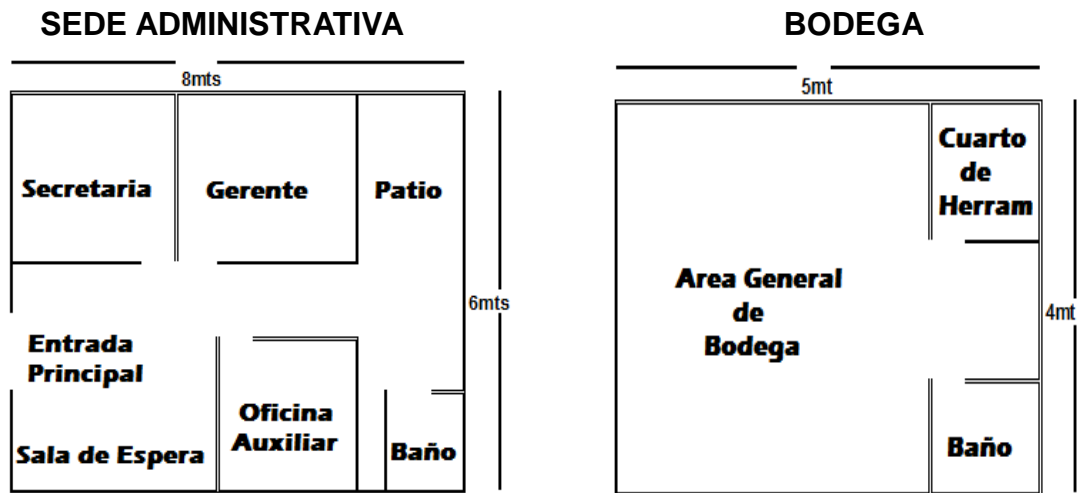 SEDE ADMINISTRATIVA
8mts
Secretaria
Gerente
Patio
6mts
Entrada
Principal
Sala de Espera
Oficina
Auxiliar
Baño
BODEGA
5mt
Cuarto
de
Herram
Area General
de
Bodega
4mt
Baño